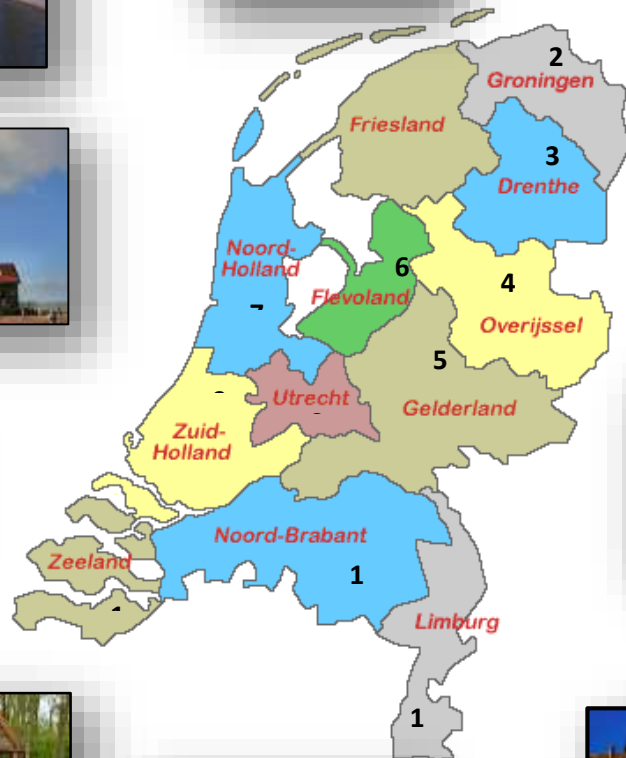 2
Groningen
Friesland
3
Drenthe
Noord-
Holland
6
Flevoland
4
Overijssel
5
Utrecht
Gelderland
Zuid-
Holland
Noord-Brabant
Zeeland
1
Limburg
1